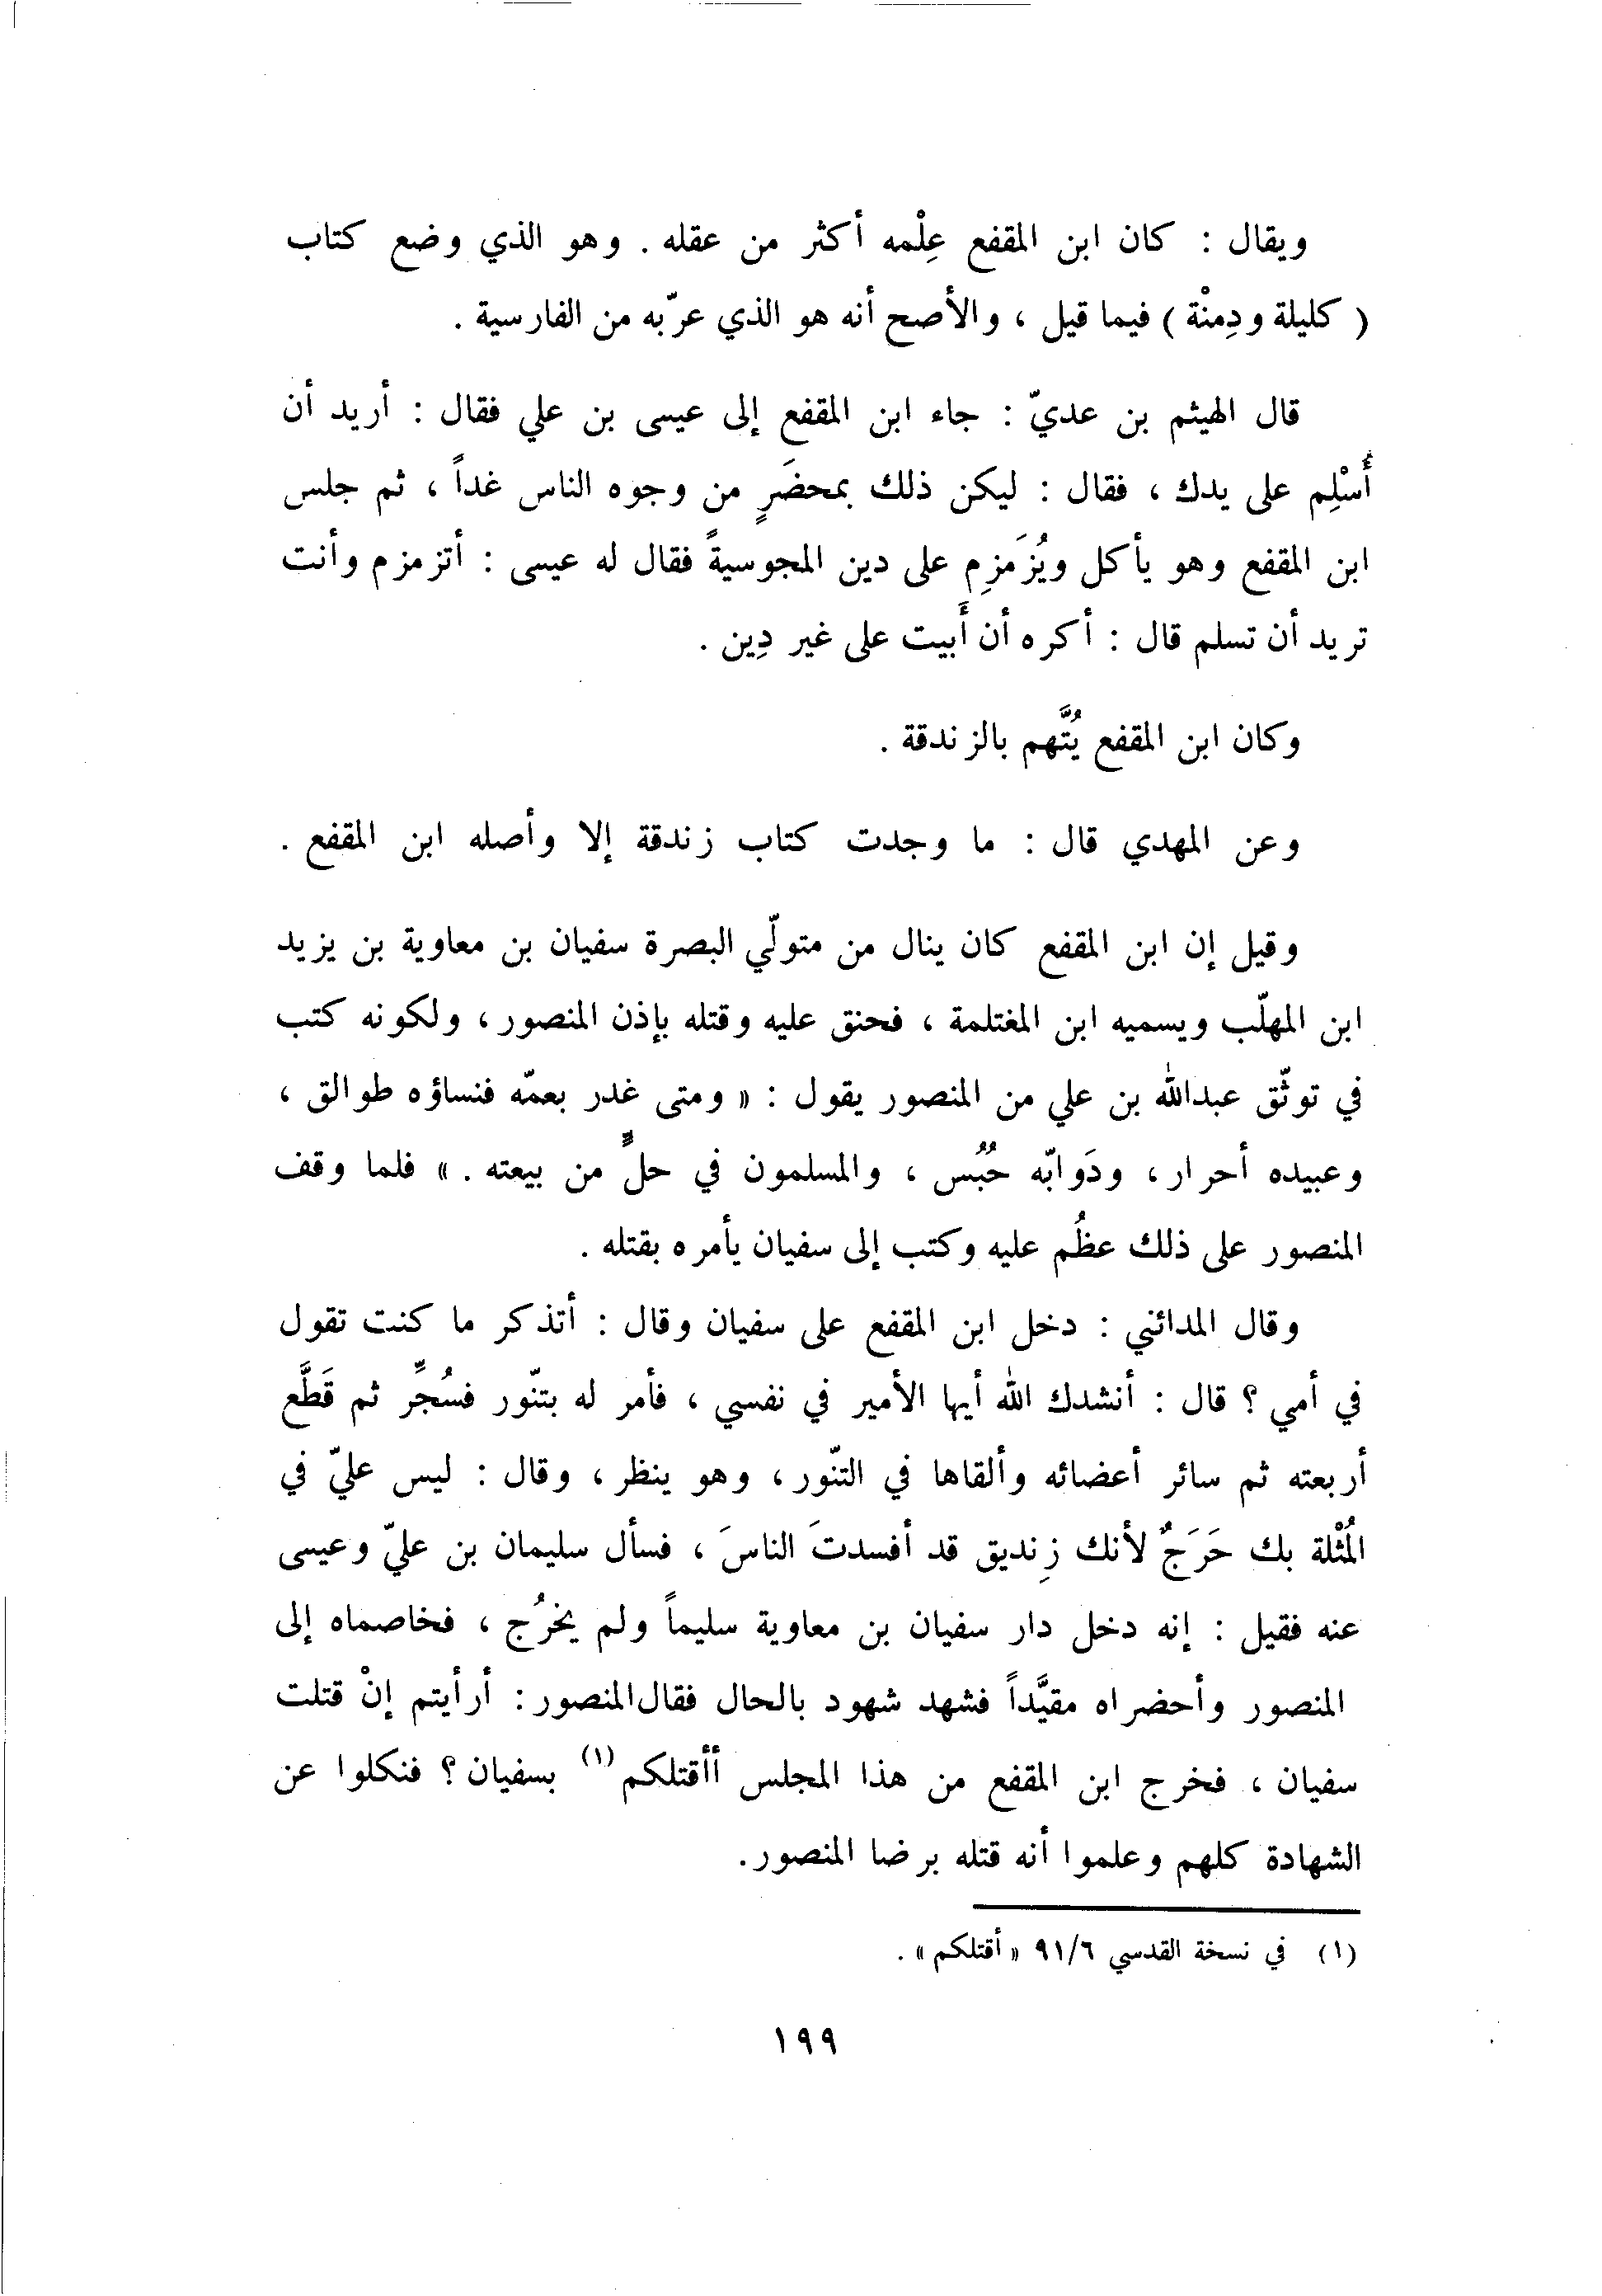 ويقال : كان ابن المقفع عِلْمه أكثر من عقله . وهو الذي وضع كتاب
( كليلة ودِمنْة ) فيما قيل ، والأصح أنه هو الذي عرّبه من الفارسية .
قال الهيثم بن عديّ : جاء ابن المقفع إلى عيسى بن علي فقال : أريد أن
أُسْلِم على يدك ، فقال : ليكن ذلك بمحضَرٍ من وجوه الناس غداً ، ثم جلس
ابن المقفع وهو يأكل ويُزَمزِم على دين المجوسيةً فقال له عيسى : أتزمزم وأنت
تريد أن تسلم قال : أكره أن أَبيت على غير دِين .
وكان ابن المقفع يُتَّهم بالزندقة .
وعن المهدي قال : ما وجدت كتاب زندقة إلا وأصله ابن المقفع .
وقيل إن ابن المقفع كان ينال من متولّي البصرة سفيان بن معاوية بن يزيد
ابن المهلّب ويسميه ابن المغتلمة ، فحنق عليه وقتله بإذن المنصور ، ولكونه كتب
في توثّق عبدالله بن علي من المنصور يقول : « ومتى غدر بعمّه فنساؤه طوالق ،
وعبيده أحرار ، ودَوابّه حُبُس ، والمسلمون في حلٍّ من بيعته . » فلما وقف
المنصور على ذلك عظُم عليه وكتب إلى سفيان يأمره بقتله .
وقال المدائني : دخل ابن المقفع على سفيان وقال : أتذكر ما كنت تقول
في أمي ؟ قال : أنشدك الله أيها الأمير في نفسي ، فأمر له بتنّور فسُجِّر ثم قَطَّع
أربعته ثم سائر أعضائه وألقاها في التنّور ، وهو ينظر ، وقال : ليس عليّ في
المُثْلة بك حَرَجٌ لأنك زِنديق قد أفسدتَ الناسَ ، فسأل سليمان بن عليّ وعيسى
عنه فقيل : إنه دخل دار سفيان بن معاوية سليماً ولم يخرُج ، فخاصماه إلى
المنصور وأحضراه مقيَّداً فشهد شهود بالحال فقال المنصور : أرأيتم إنْ قتلت
سفيان ، فخرج ابن المقفع من هذا المجلس أأقتلكم (١) بسفيان ؟ فنكلوا عن
الشهادة كلهم وعلموا أنه قتله برضا المنصور .
(١) في نسخة القدسي ٩١/٦ « أقتلكم » .
١٩٩